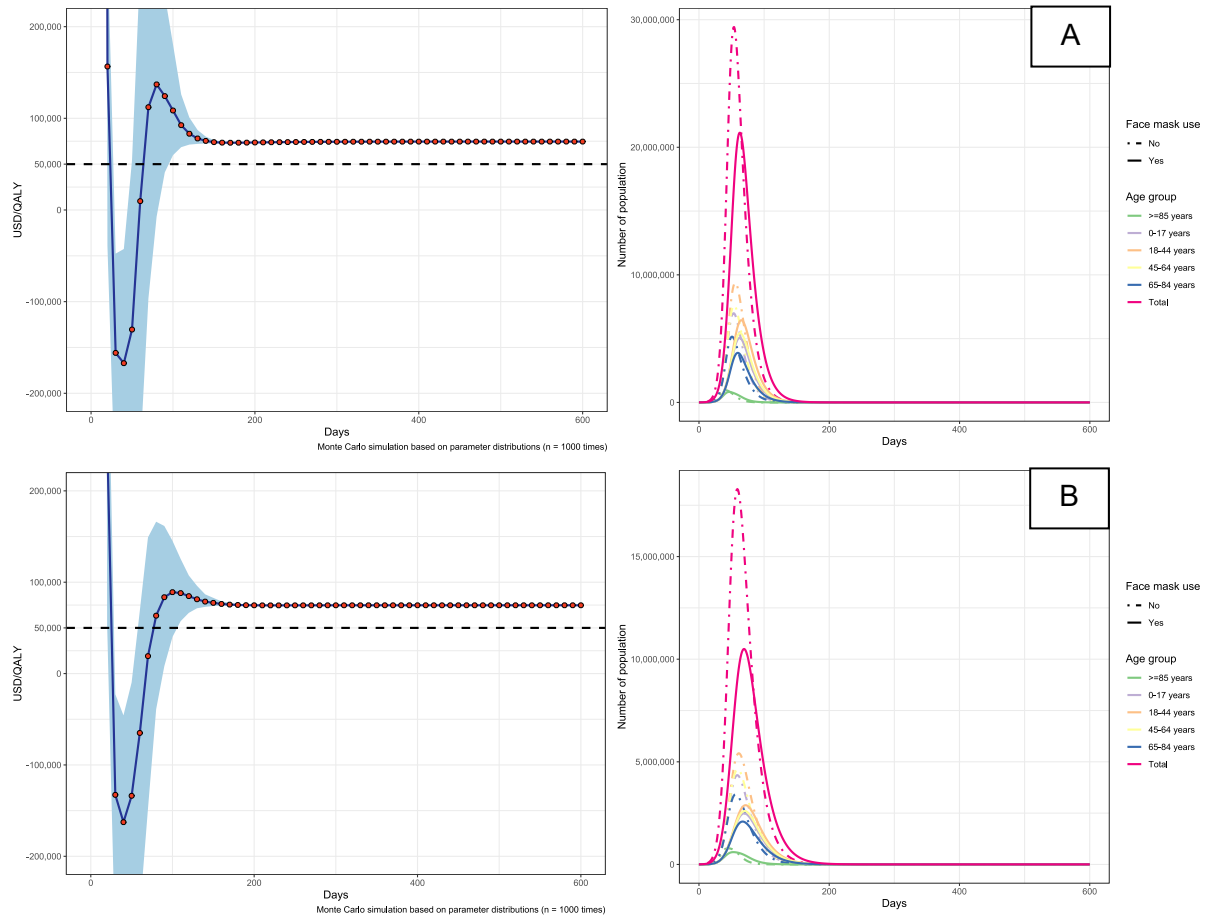 200,000
100,000
50,000
0
-100,000
-200,000
USD/QALY
0
200
400
600
Days
Monte Carlo simulation based on parameter distributions (n = 1000 times)
A
30,000,000
20,000,000
10,000,000
0
Number of population
0
200
400
600
Days
Face mask use
No
Yes
Age group
>=85 years
0-17 years
18-44 years
45-64 years
65-84 years
Total
200,000
100,000
50,000
0
-100,000
-200,000
USD/QALY
0
200
400
600
Days
Monte Carlo simulation based on parameter distributions (n = 1000 times)
B
15,000,000
10,000,000
5,000,000
0
Number of population
0
200
400
600
Days
Face mask use
No
Yes
Age group
>=85 years
0-17 years
18-44 years
45-64 years
65-84 years
Total